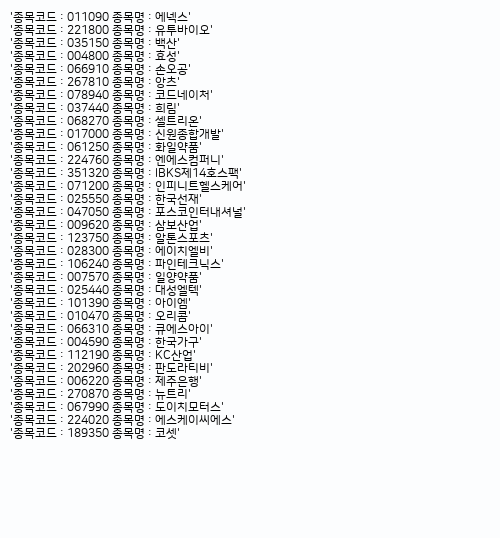 '종목코드 : 011090 종목명 : 에넥스'
'종목코드 : 221800 종목명 : 유투바이오'
'종목코드 : 035150 종목명 : 백산'
'종목코드 : 004800 종목명 : 효성'
'종목코드 : 066910 종목명 : 손오공'
'종목코드 : 267810 종목명 : 앙츠'
'종목코드 : 078940 종목명 : 코드네이처'
'종목코드 : 037440 종목명 : 희림'
'종목코드 : 068270 종목명 : 셀트리온'
'종목코드 : 017000 종목명 : 신원종합개발'
'종목코드 : 061250 종목명 : 화일약품'
'종목코드 : 224760 종목명 : 엔에스컴퍼니'
'종목코드 : 351320 종목명 : IBKS제14호스팩'
'종목코드 : 071200 종목명 : 인피니트헬스케어'
'종목코드 : 025550 종목명 : 한국선재'
'종목코드 : 047050 종목명 : 포스코인터내셔널'
'종목코드 : 009620 종목명 : 삼보산업'
'종목코드 : 123750 종목명 : 알톤스포츠'
'종목코드 : 028300 종목명 : 에이치엘비'
'종목코드 : 106240 종목명 : 파인테크닉스'
'종목코드 : 007570 종목명 : 일양약품'
'종목코드 : 025440 종목명 : 대성엘텍'
'종목코드 : 101390 종목명 : 아이엠'
'종목코드 : 010470 종목명 : 오리콤'
'종목코드 : 066310 종목명 : 큐에스아이'
'종목코드 : 004590 종목명 : 한국가구'
'종목코드 : 112190 종목명 : KC산업'
'종목코드 : 202960 종목명 : 판도라티비'
'종목코드 : 006220 종목명 : 제주은행'
'종목코드 : 270870 종목명 : 뉴트리'
'종목코드 : 067990 종목명 : 도이치모터스'
'종목코드 : 224020 종목명 : 에스케이씨에스'
'종목코드 : 189350 종목명 : 코셋'